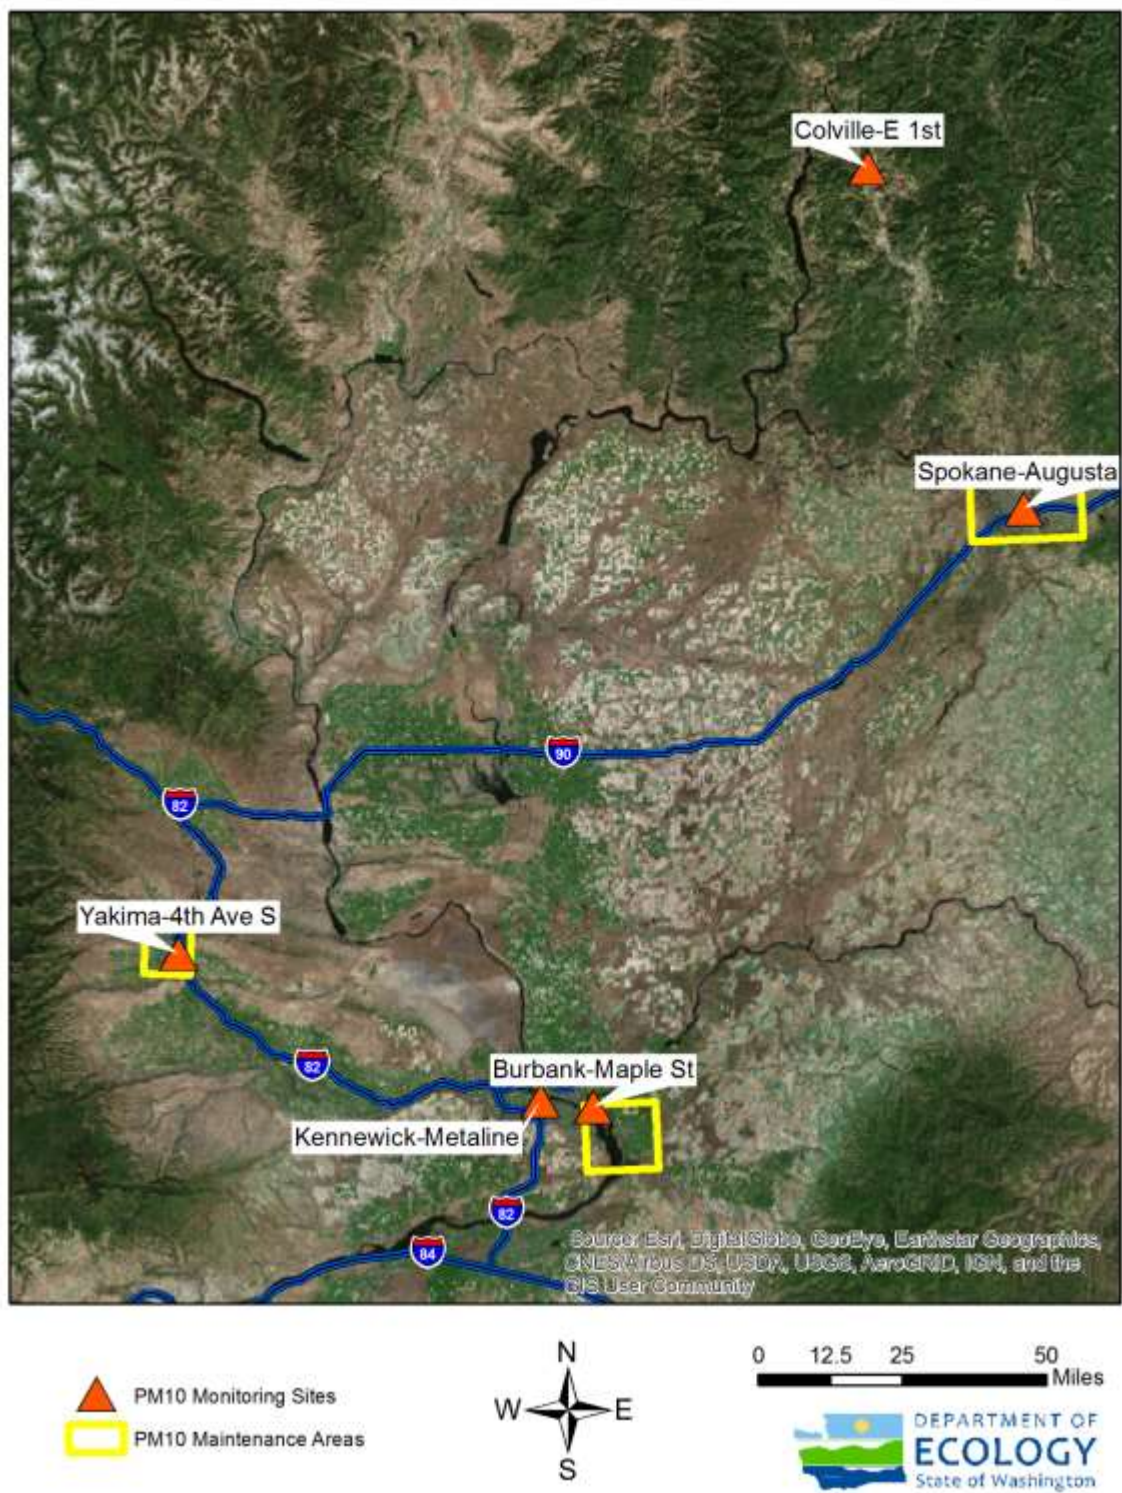 Colville-E 1st
Spokane-Augusta
90
82
Yakima-4th Ave S
82
Burbank-Maple St
Kennewick-Metaline
82
84
Source: Esri, DigitalGlobe, GeoEye, Earthstar Geographics,
CNES/Airbus DS, USDA, USGS, AeroGRID, IGN, and the
GIS User Community
PM10 Monitoring Sites
PM10 Maintenance Areas
N
W E
S
0 12.5 25 50
Miles
DEPARTMENT OF
ECOLOGY
State of Washington